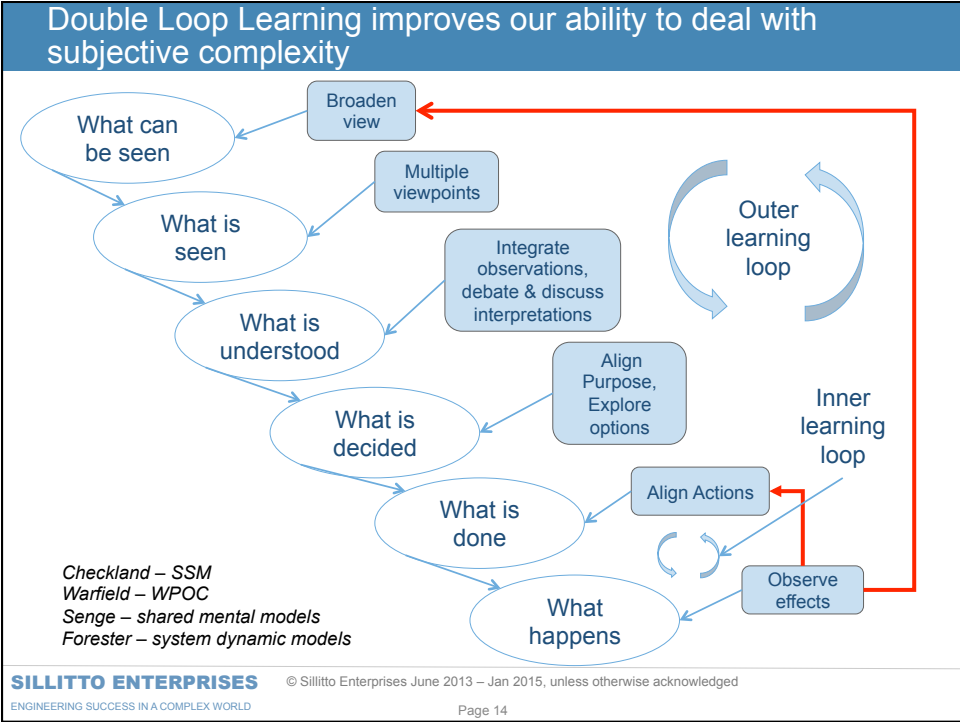 Double Loop Learning improves our ability to deal with
subjective complexity
What can
be seen
Broaden
view
What is
seen
Multiple
viewpoints
What is
understood
Integrate
observations,
debate & discuss
interpretations
Outer
learning
loop
What is
decided
Align
Purpose,
Explore
options
Inner
learning
loop
What is
done
Align Actions
What
happens
Observe
effects
Checkland – SSM
Warfield – WPOC
Senge – shared mental models
Forester – system dynamic models
SILLITTO ENTERPRISES
ENGINEERING SUCCESS IN A COMPLEX WORLD
© Sillitto Enterprises June 2013 – Jan 2015, unless otherwise acknowledged
Page 14